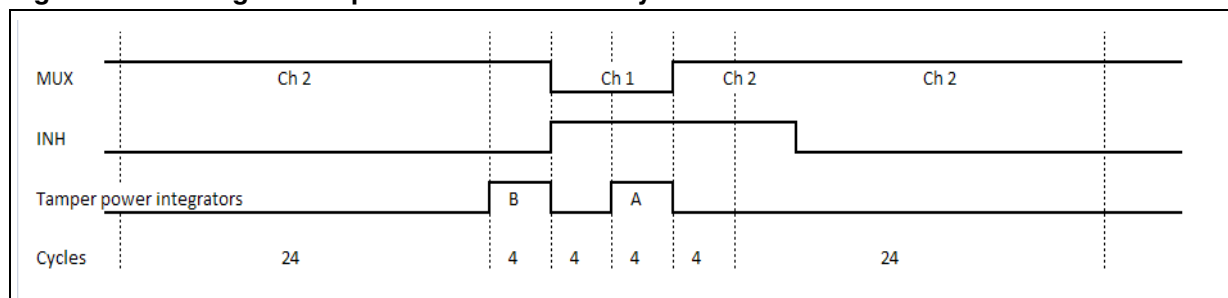 MUX Ch 2 Ch 1 Ch 2 Ch 2
INH
Tamper power integrators B A
Cycles 24 4 4 4 4 24